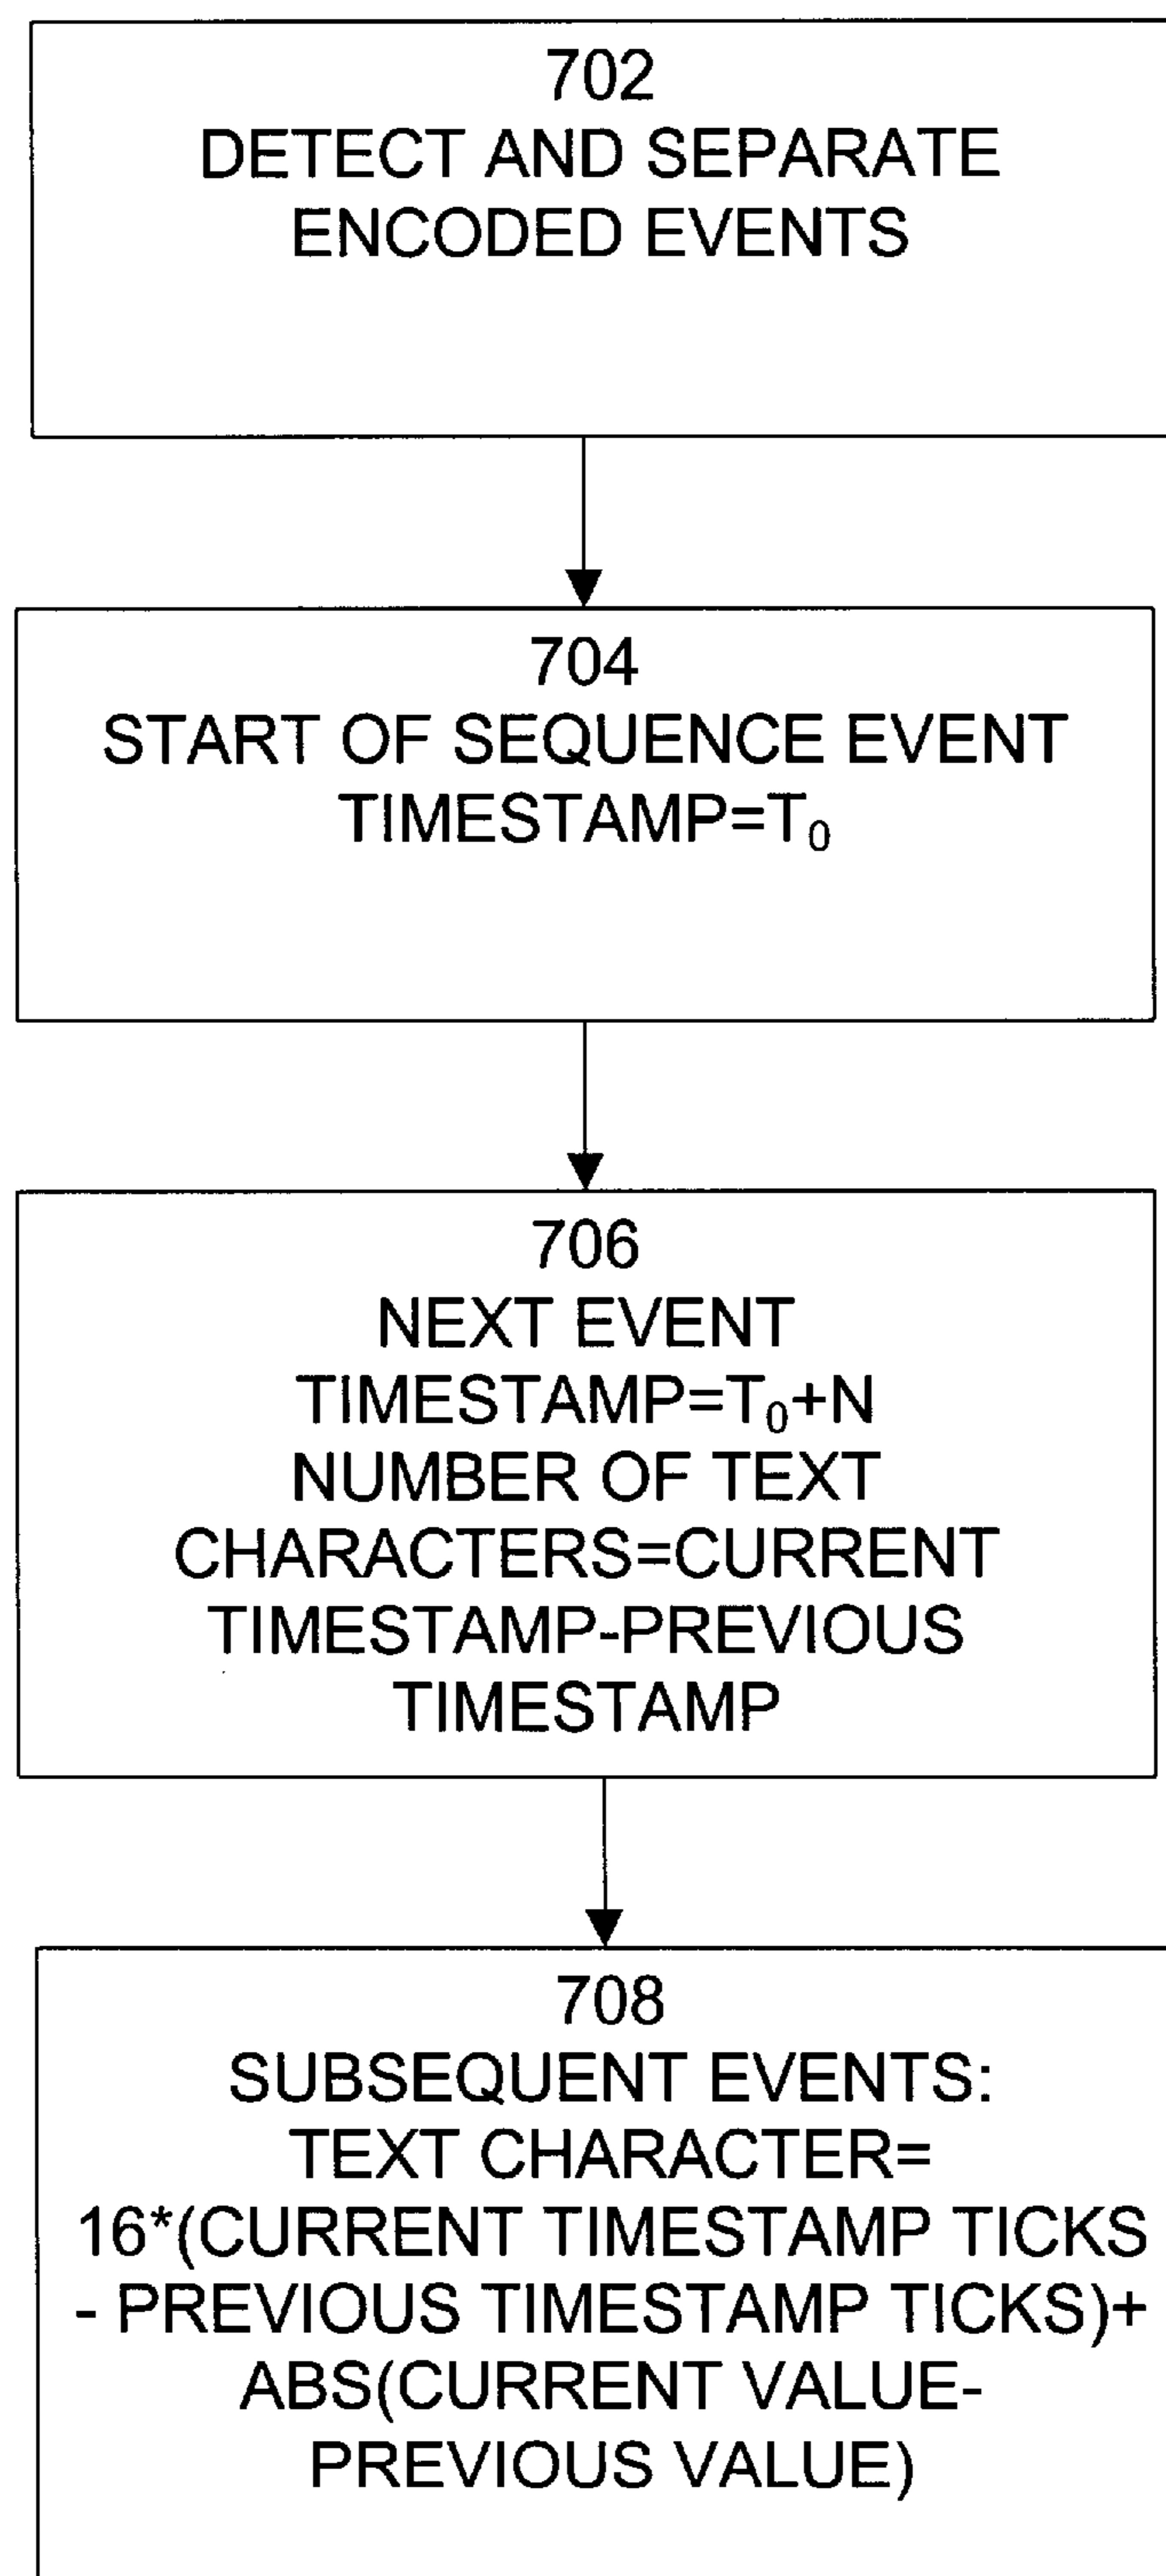 702
DETECT AND SEPARATE
ENCODED EVENTS
704
START OF SEQUENCE EVENT
TIMESTAMP=T₀
706
NEXT EVENT
TIMESTAMP=T₀+N
NUMBER OF TEXT
CHARACTERS=CURRENT
TIMESTAMP-PREVIOUS
TIMESTAMP
708
SUBSEQUENT EVENTS:
TEXT CHARACTER=
16*(CURRENT TIMESTAMP TICKS
- PREVIOUS TIMESTAMP TICKS)+
ABS(CURRENT VALUE-
PREVIOUS VALUE)